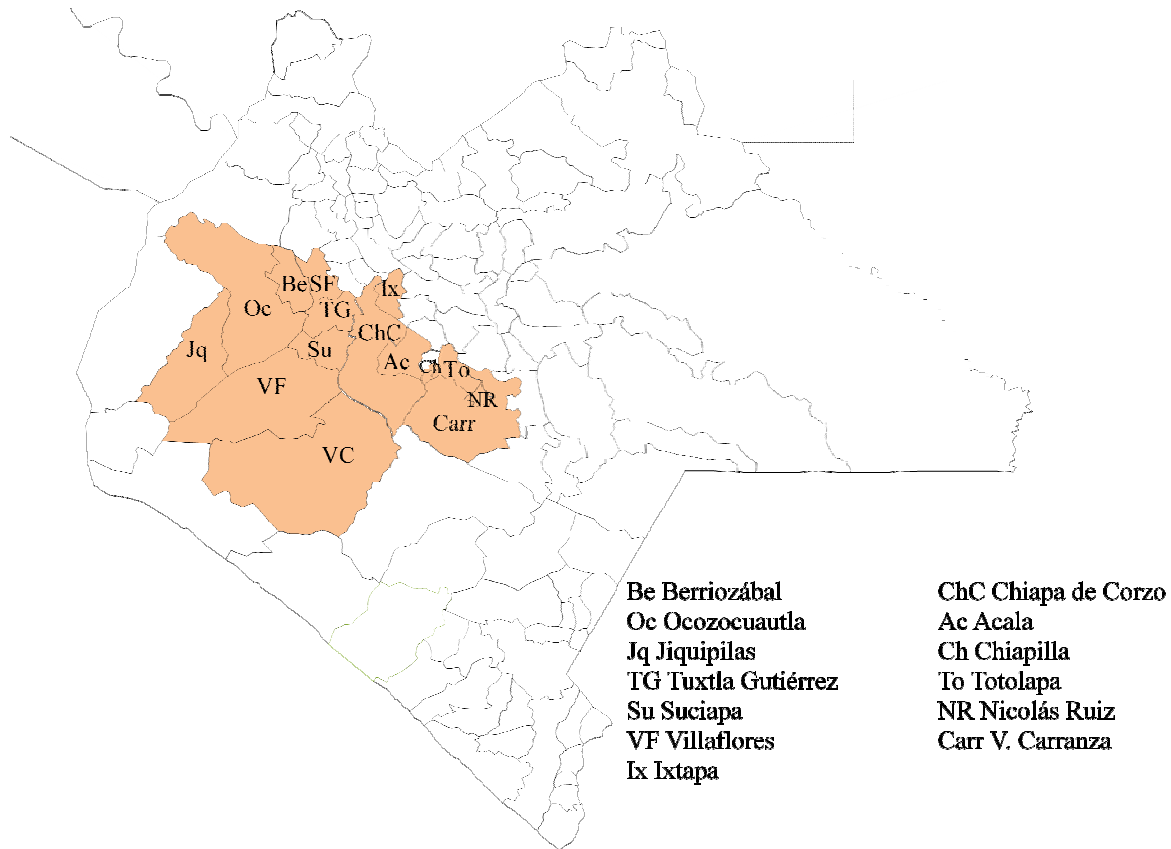 Be
SF
Ix
Oc
TG
ChC
Jq
Su
Ac
Ch
To
VF
NR
Carr
VC
Be Berriozábal
Oc Ocozocuautla
Jq Jiquipilas
TG Tuxtla Gutiérrez
Su Suciapa
VF Villaflores
Ix Ixtapa
ChC Chiapa de Corzo
Ac Acala
Ch Chiapilla
To Totolapa
NR Nicolás Ruiz
Carr V. Carranza